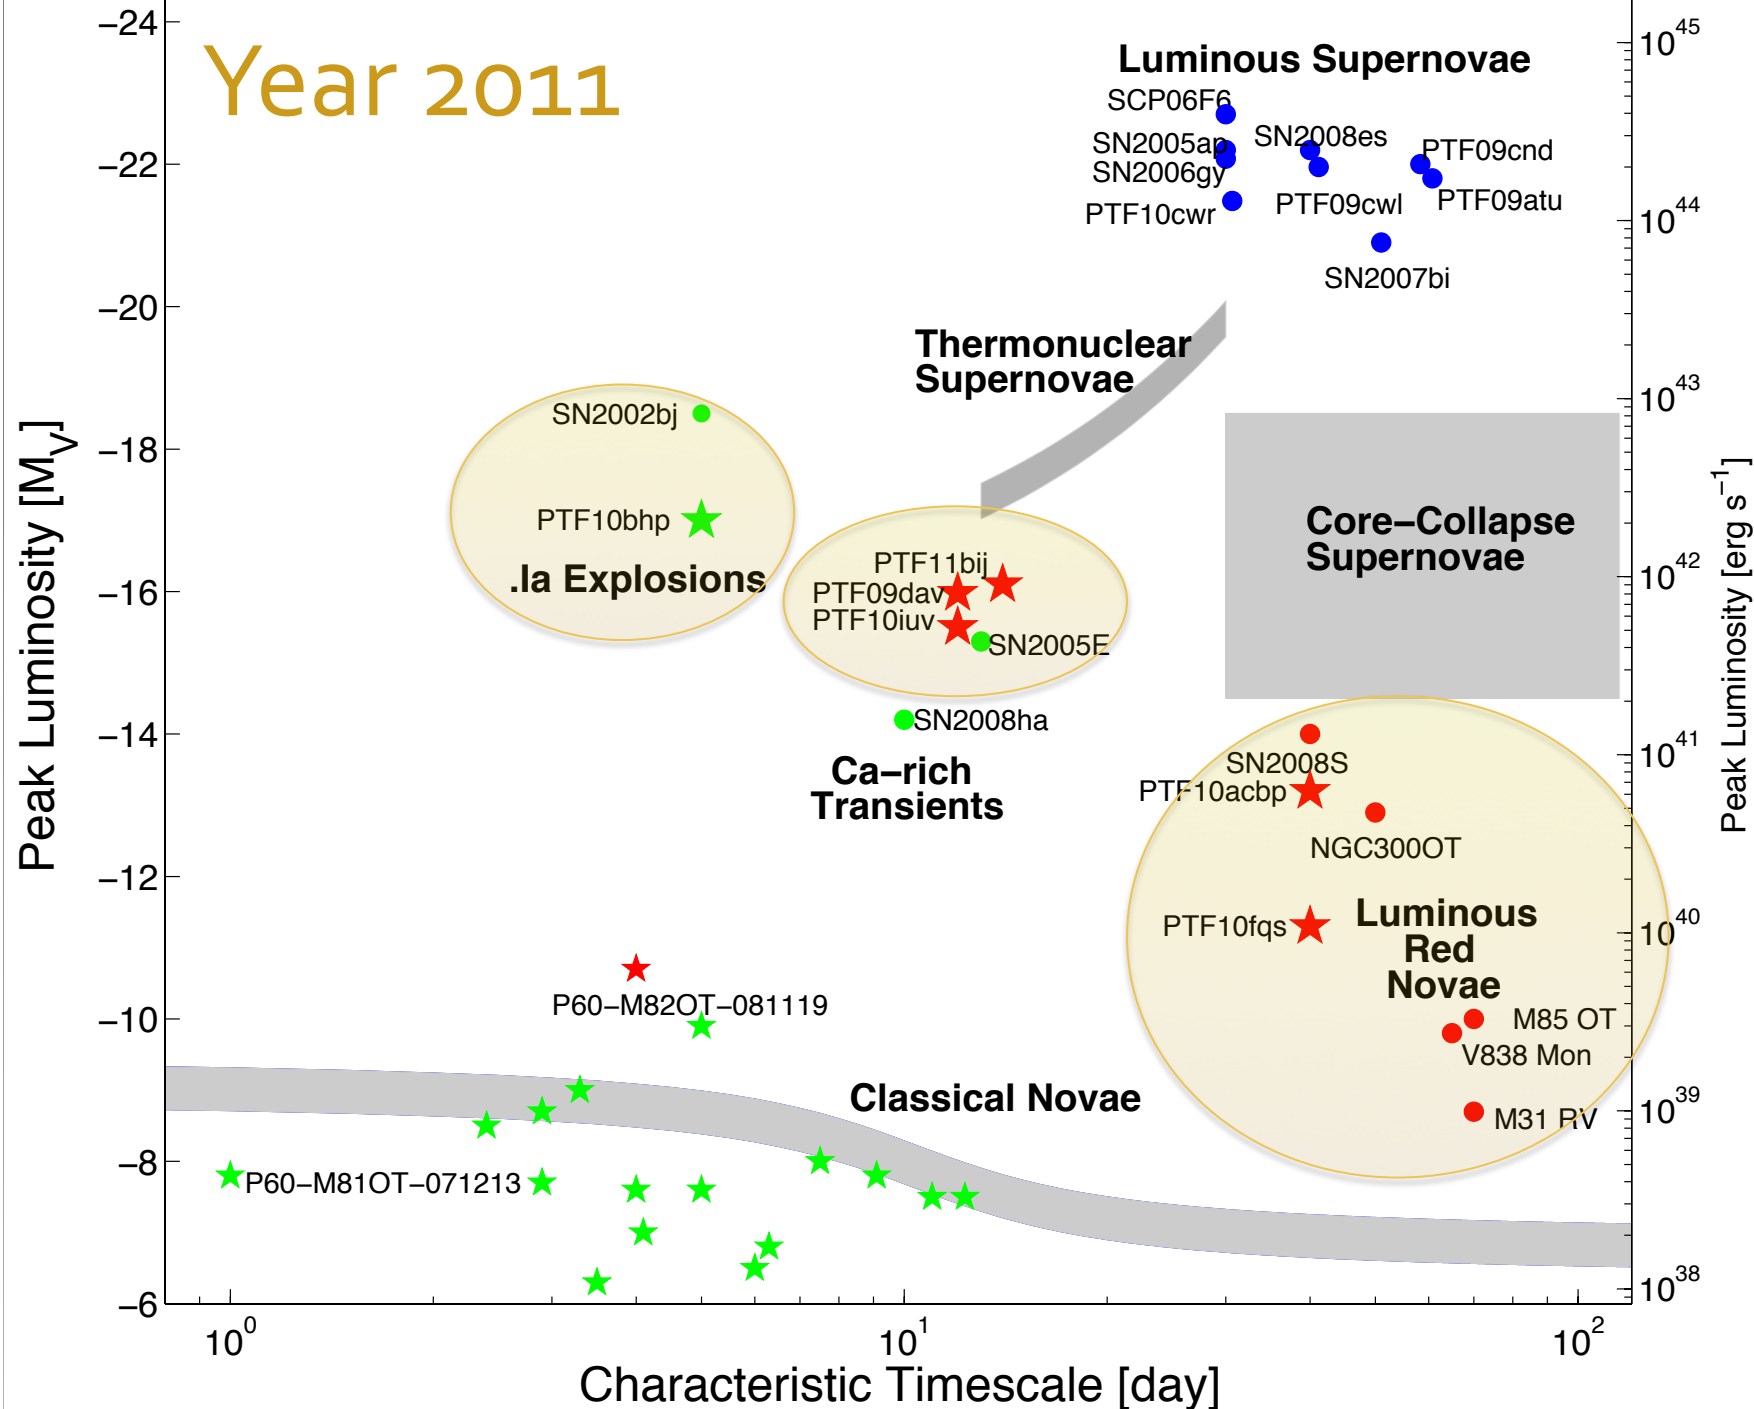 Year 2011
−24
−22
−20
−18
−16
−14
−12
−10
−8
−6
Peak Luminosity [M_V]
Luminous Supernovae
SCP06F6
SN2005ap
SN2008es
PTF09cnd
SN2006gy
PTF10cwr
PTF09cwl
PTF09atu
SN2007bi
Thermonuclear
Supernovae
SN2002bj
PTF10bhp
.Ia Explosions
Core−Collapse
Supernovae
PTF11bij
PTF09dav
PTF10iuv
SN2005E
SN2008ha
Ca−rich
Transients
SN2008S
PTF10acbp
NGC300OT
PTF10fqs
Luminous
Red
Novae
P60−M82OT−081119
M85 OT
V838 Mon
Classical Novae
M31 RV
P60−M81OT−071213
10^45
10^44
10^43
10^42
10^41
10^40
10^39
10^38
Peak Luminosity [erg s^−1]
10^0
10^1
10^2
Characteristic Timescale [day]